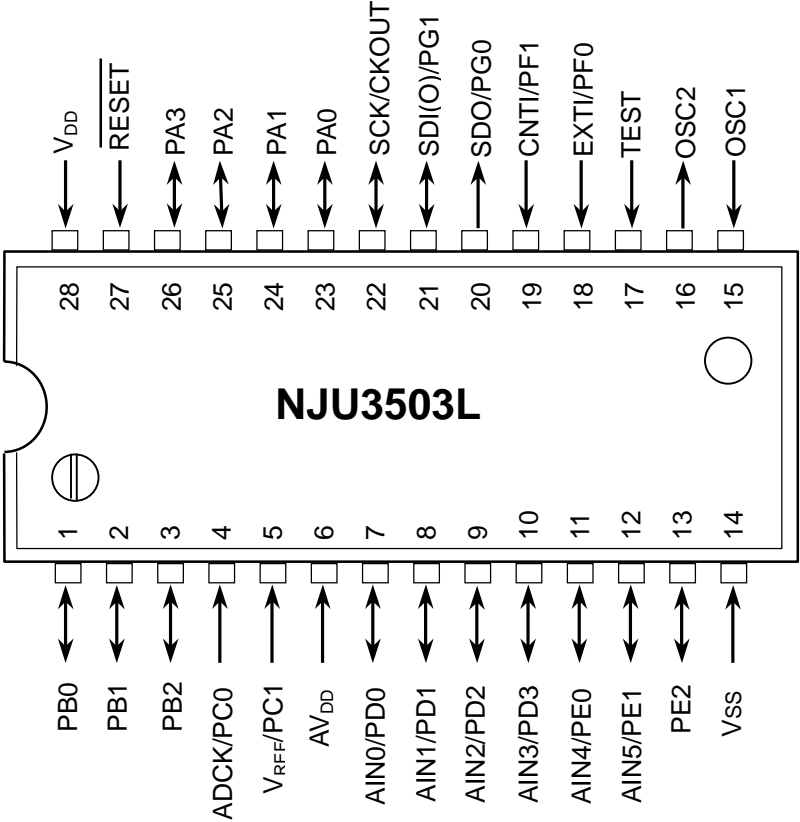 VDD
RESET
PA3
PA2
PA1
PA0
SCK/CKOUT
SDI(O)/PG1
SDO/PG0
CNTI/PF1
EXTI/PF0
TEST
OSC2
OSC1
28
27
26
25
24
23
22
21
20
19
18
17
16
15
NJU3503L
1
2
3
4
5
6
7
8
9
10
11
12
13
14
PB0
PB1
PB2
ADCK/PC0
VREF/PC1
AVDD
AIN0/PD0
AIN1/PD1
AIN2/PD2
AIN3/PD3
AIN4/PE0
AIN5/PE1
PE2
VSS